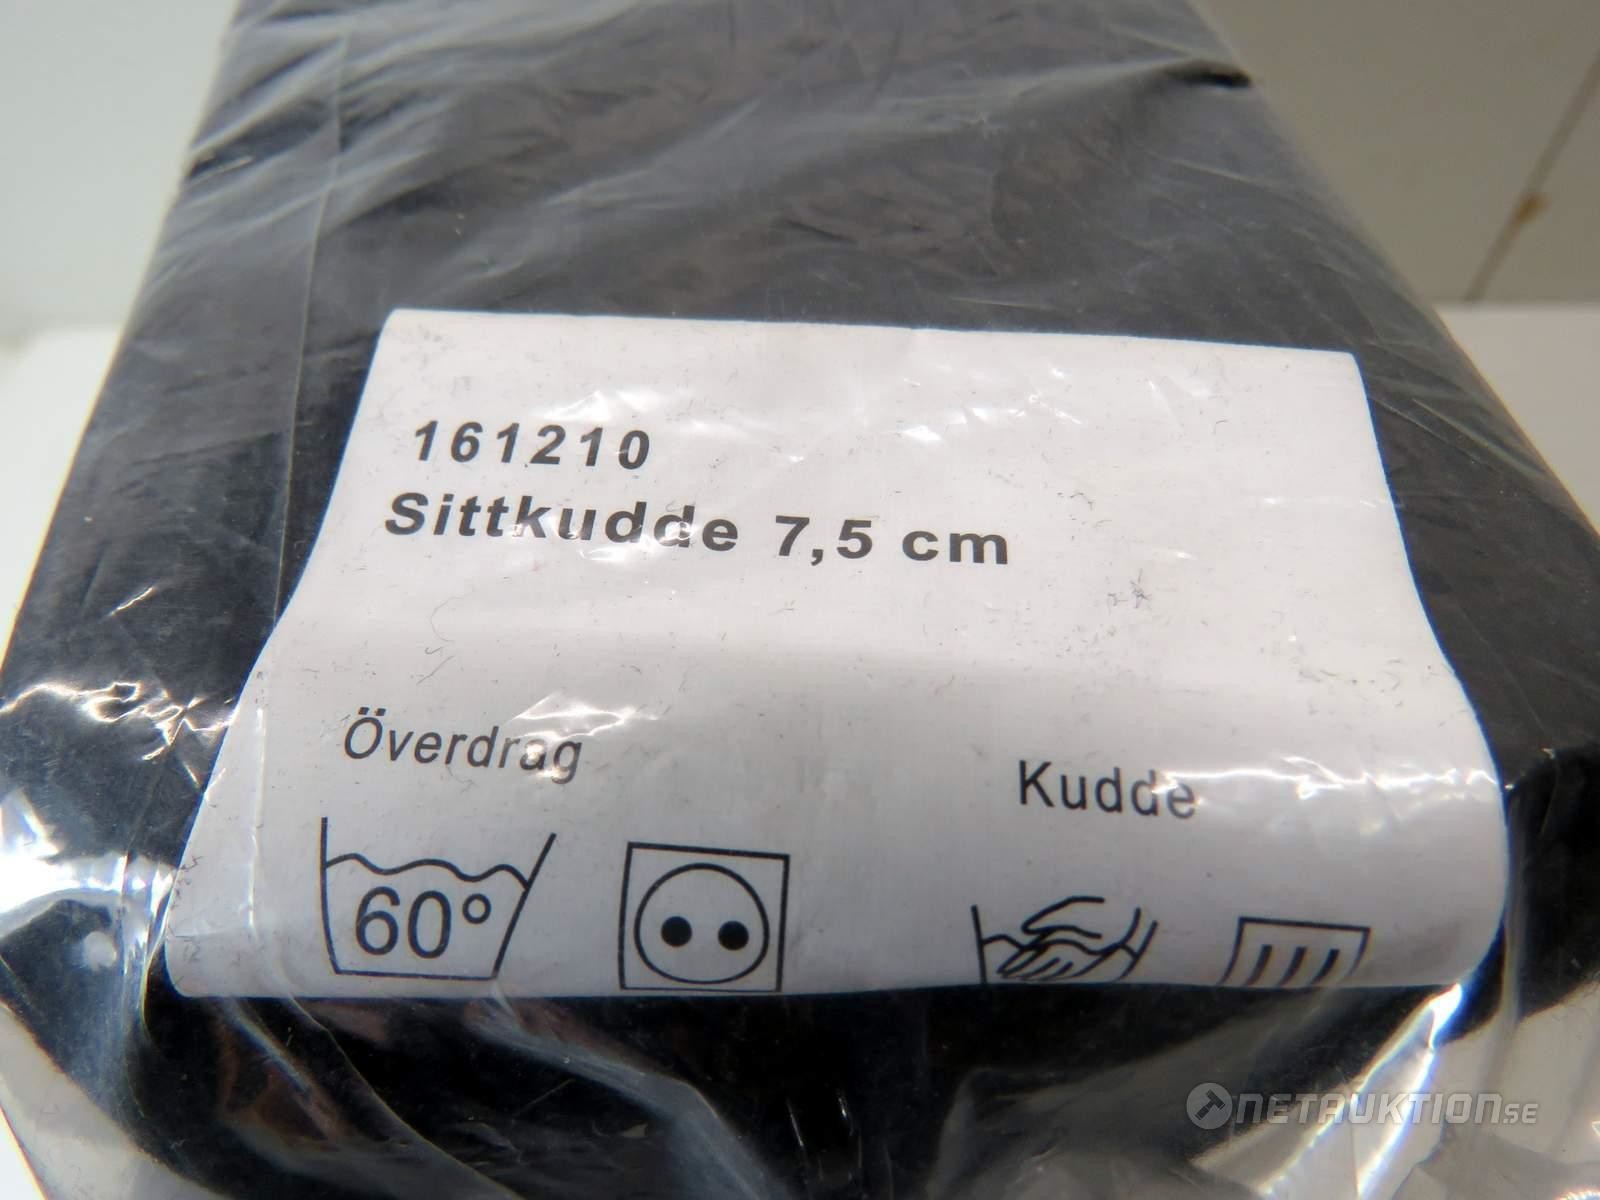 161210
Sittkudde 7,5 cm
Överdrag
Kudde
60°
NETAUKTION.SE